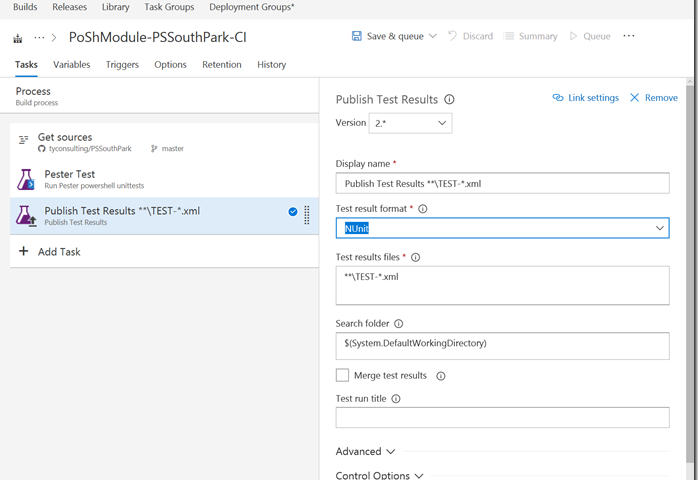 Builds Releases Library Task Groups Deployment Groups*
... > PoShModule-PSSouthPark-CI
Save & queue Discard Summary Queue ...
Tasks Variables Triggers Options Retention History
Process
Build process
Get sources
tyconsulting/PSSouthPark master
Pester Test
Run Pester powershell unittests
Publish Test Results **\TEST-*.xml
Publish Test Results
+ Add Task
Publish Test Results
Link settings Remove
Version 2.*
Display name *
Publish Test Results **\TEST-*.xml
Test result format *
NUnit
Test results files *
**\TEST-*.xml
Search folder
$(System.DefaultWorkingDirectory)
Merge test results
Test run title
Advanced
Control Options